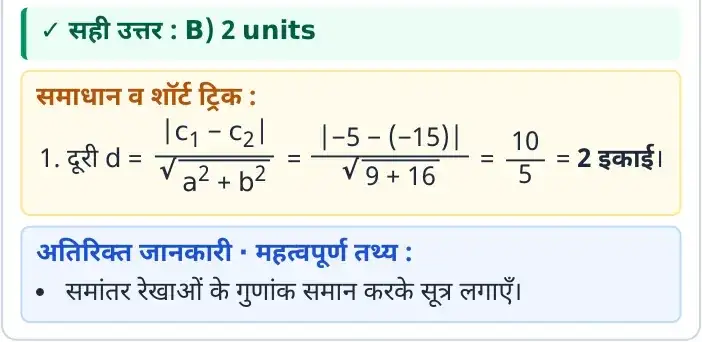 ✓ सही उत्तर : B) 2 units
समाधान व शॉर्ट ट्रिक :
1. दूरी d = |c₁ − c₂| / √(a² + b²) = |−5 − (−15)| / √(9 + 16) = 10 / 5 = 2 इकाई।
अतिरिक्त जानकारी · महत्वपूर्ण तथ्य :
• समांतर रेखाओं के गुणांक समान करके सूत्र लगाएँ।